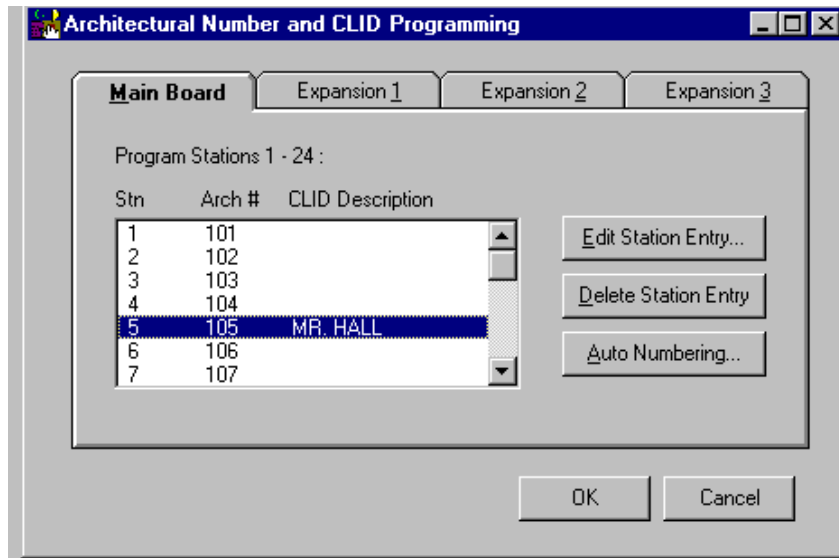 Architectural Number and CLID Programming
Main Board Expansion 1 Expansion 2 Expansion 3
Program Stations 1 - 24 :
Stn Arch # CLID Description
1 101
2 102
3 103
4 104
5 105 MR. HALL
6 106
7 107
Edit Station Entry...
Delete Station Entry
Auto Numbering...
OK Cancel